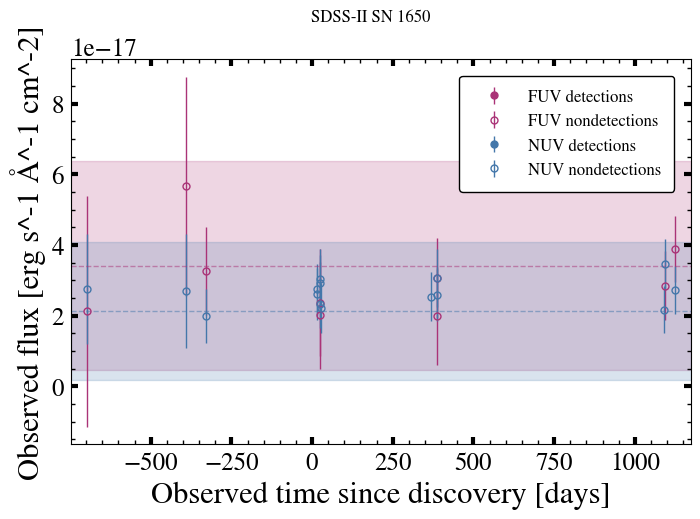 SDSS-II SN 1650
1e−17
FUV detections
FUV nondetections
NUV detections
NUV nondetections
8
6
4
2
0
Observed flux [erg s^-1 Å^-1 cm^-2]
−500 −250 0 250 500 750 1000
Observed time since discovery [days]